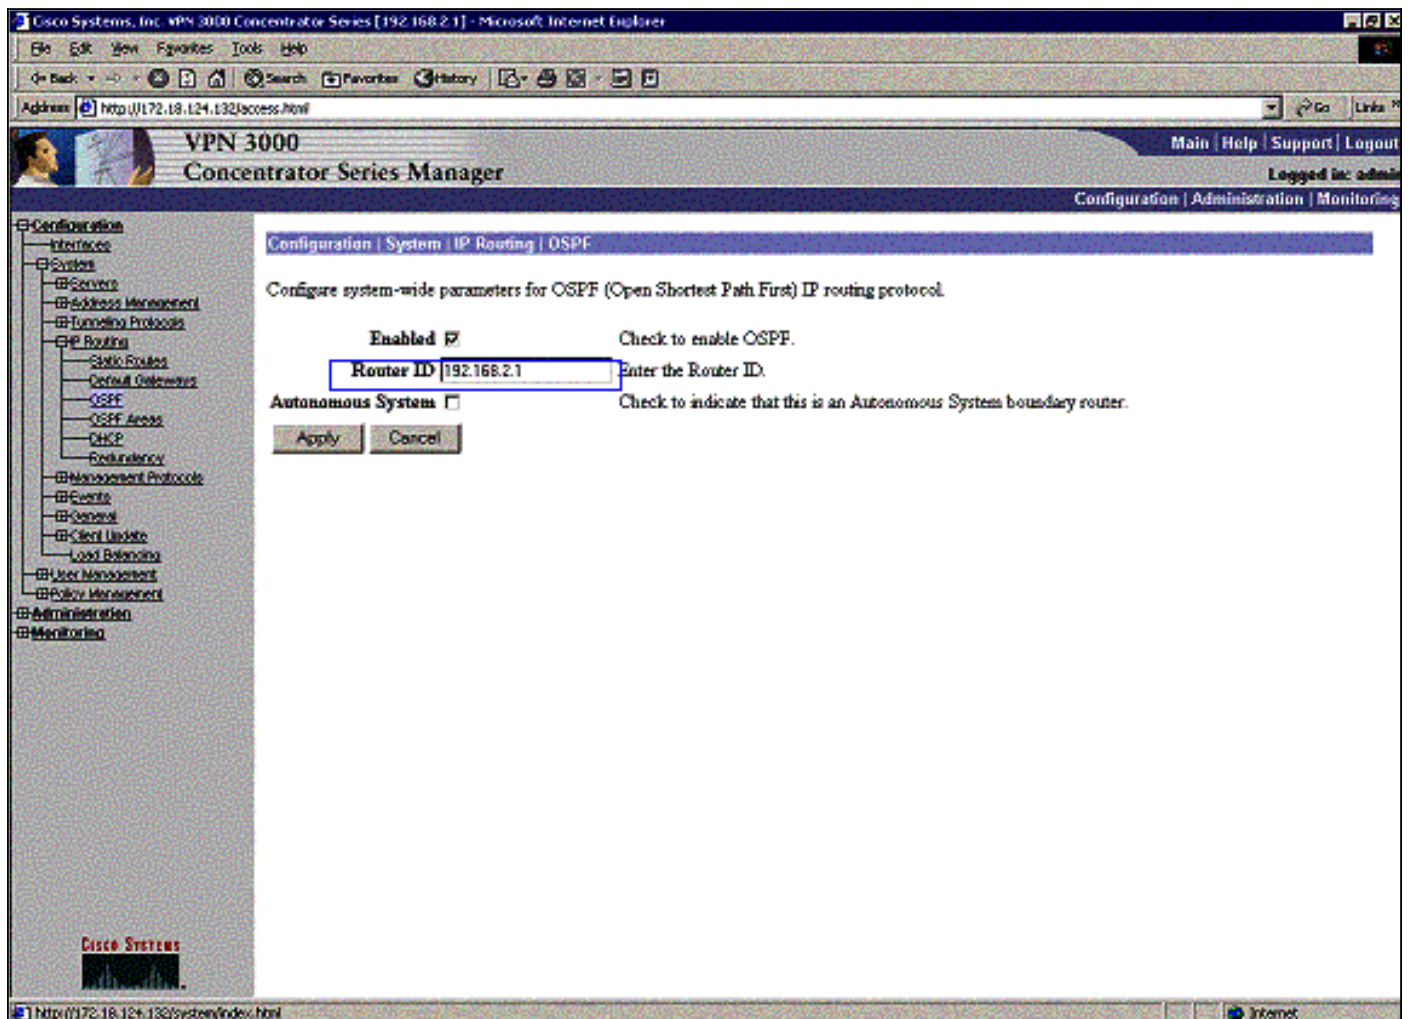 Cisco Systems, Inc. VPN 3000 Concentrator Series [192.168.2.1] - Microsoft Internet Explorer
File Edit View Favorites Tools Help
Back Search Favorites History
Address http://172.18.124.132/access.html Go Links
VPN 3000
Concentrator Series Manager
Main | Help | Support | Logout
Logged in: admin
Configuration | Administration | Monitoring
Configuration
Interfaces
System
Servers
Address Management
Tunneling Protocols
IP Routing
Static Routes
Default Gateways
OSPF
OSPF Areas
DHCP
Redundancy
Management Protocols
Events
General
Client Update
Load Balancing
User Management
Policy Management
Administration
Monitoring
Configuration | System | IP Routing | OSPF
Configure system-wide parameters for OSPF (Open Shortest Path First) IP routing protocol.
Enabled Check to enable OSPF.
Router ID 192.168.2.1 Enter the Router ID.
Autonomous System Check to indicate that this is an Autonomous System boundary router.
Apply Cancel
Cisco Systems
http://172.18.124.132/system/index.html Internet